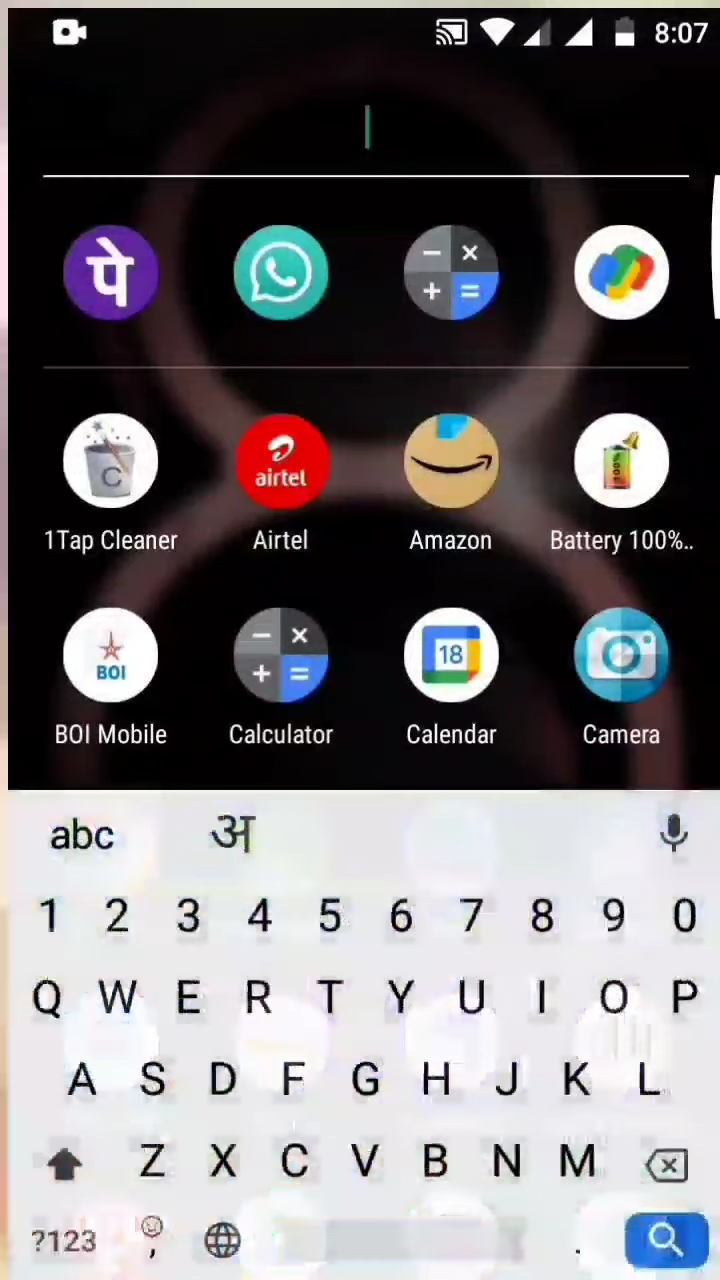 8:07
पे
airtel
1Tap Cleaner Airtel Amazon Battery 100%..
BOI
18
BOI Mobile Calculator Calendar Camera
abc अ
1 2 3 4 5 6 7 8 9 0
Q W E R T Y U I O P
A S D F G H J K L
Z X C V B N M
?123 , .